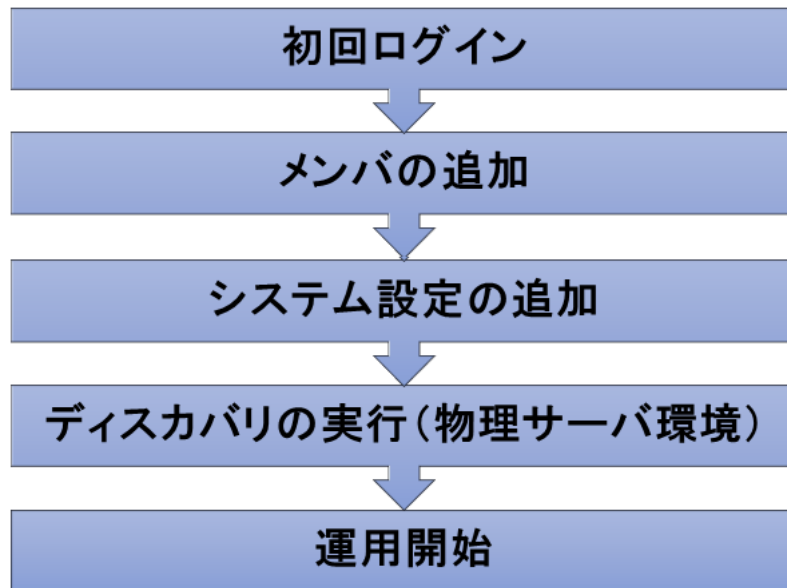 初回ログイン
メンバの追加
システム設定の追加
ディスカバリの実行(物理サーバ環境)
運用開始